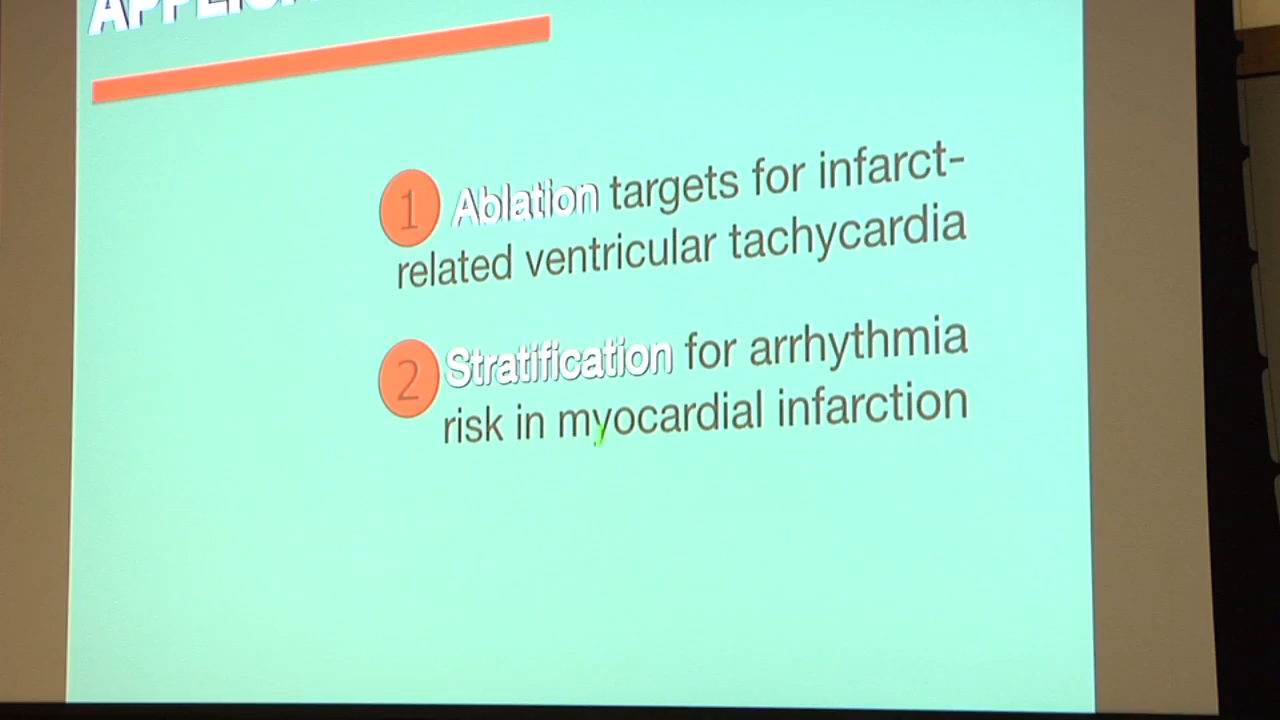 1 Ablation targets for infarct-
related ventricular tachycardia
2 Stratification for arrhythmia
risk in myocardial infarction